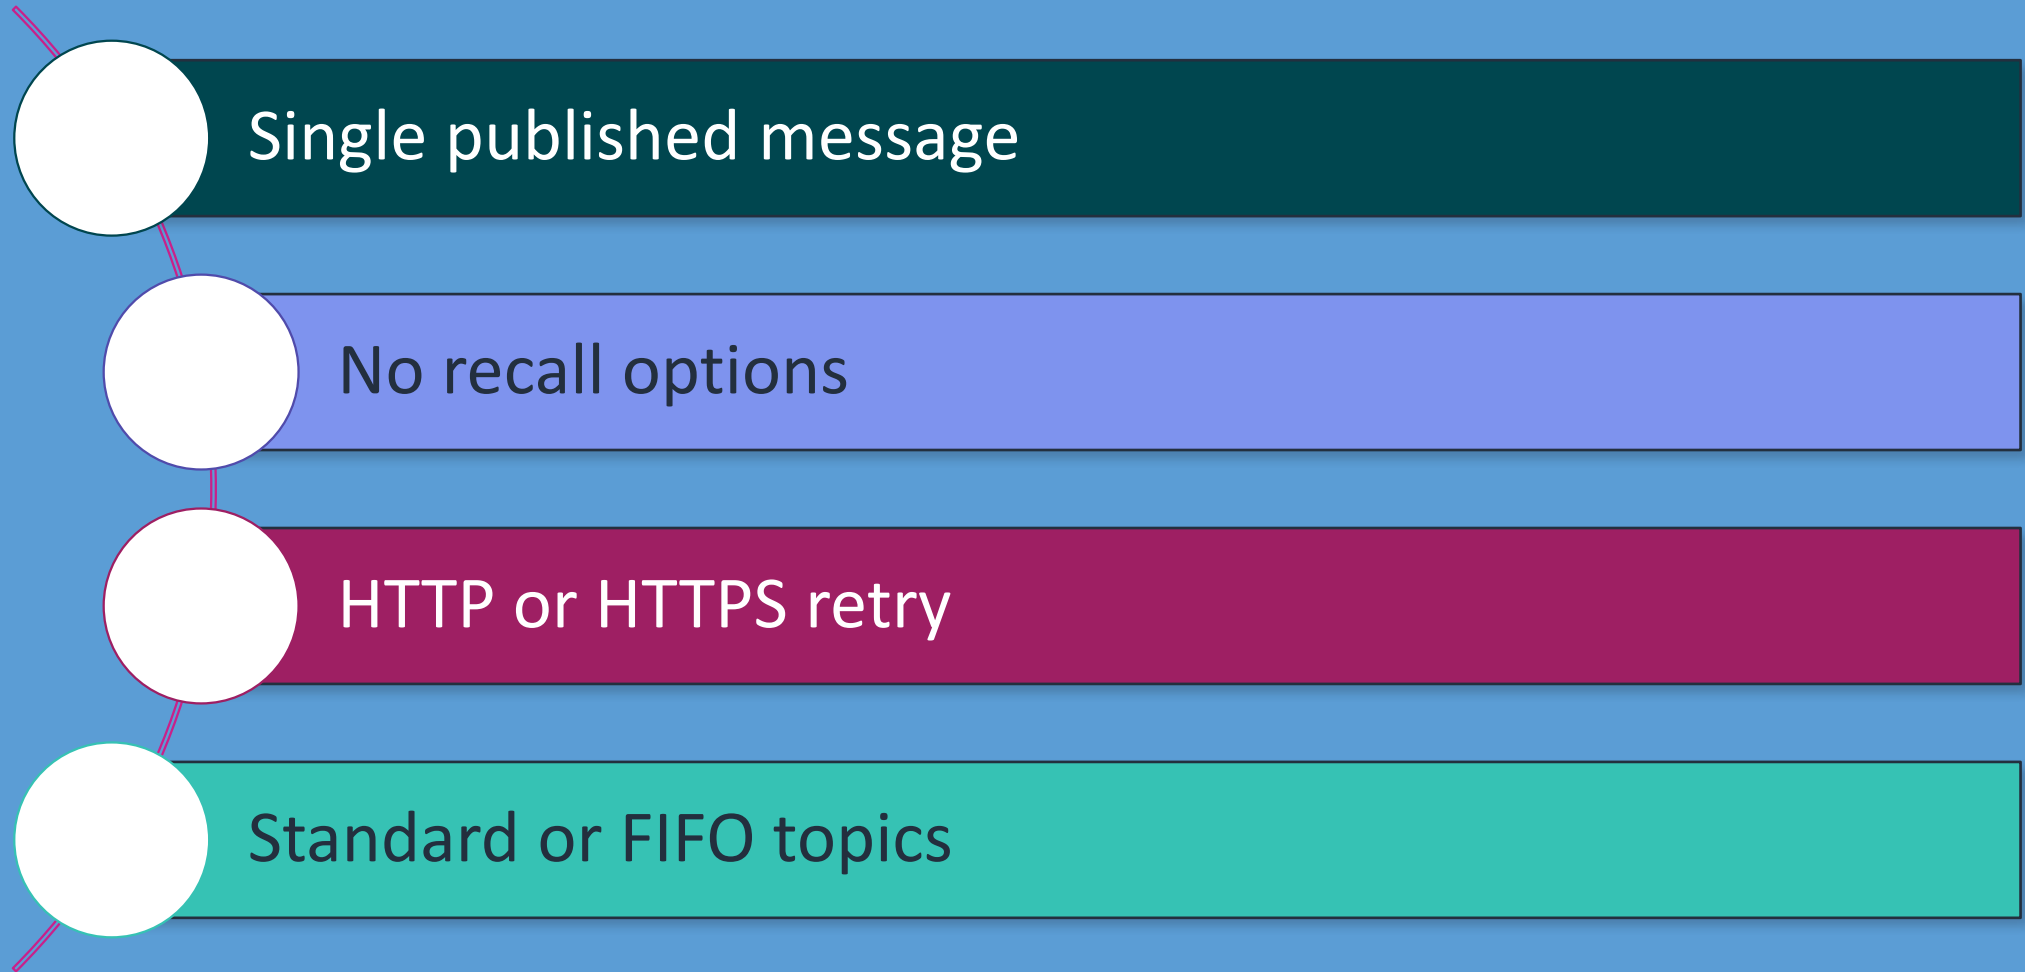 Single published message
No recall options
HTTP or HTTPS retry
Standard or FIFO topics